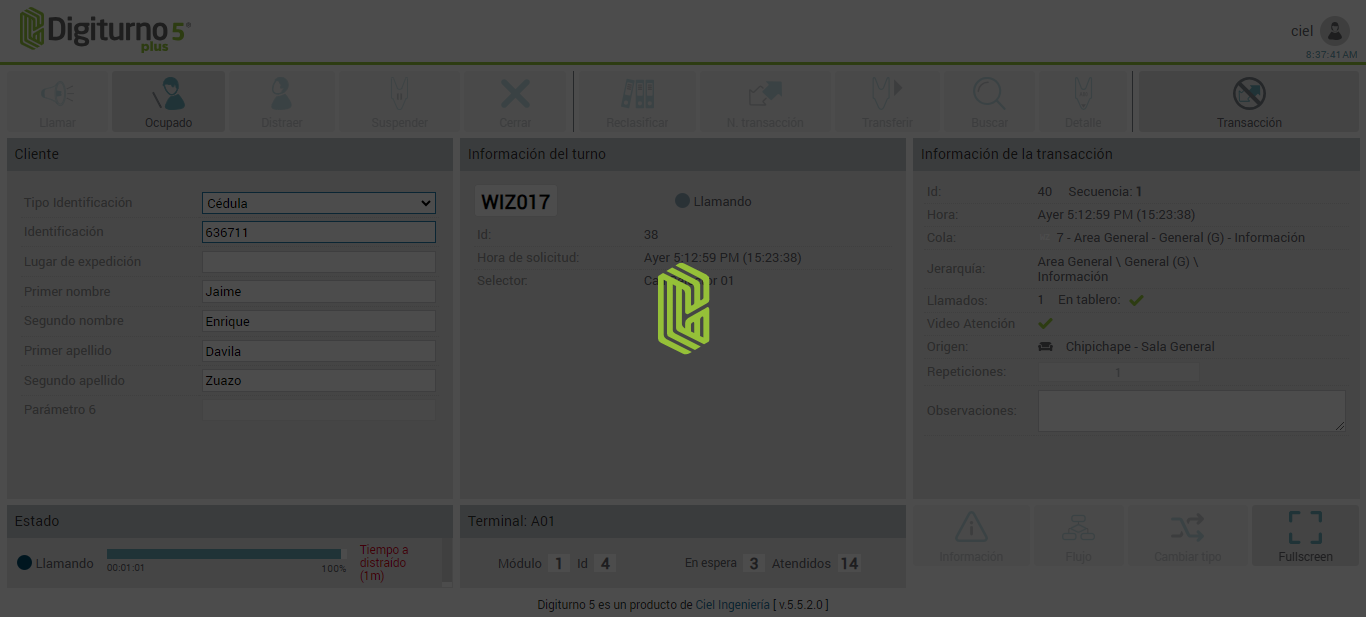 Digiturno 5®
plus
ciel
8:37:41 AM
Llamar
Ocupado
Distraer
Suspender
Cerrar
Reclasificar
N. transacción
Transferir
Buscar
Detalle
Transacción
Cliente
Tipo Identificación
Cédula
Identificación
636711
Lugar de expedición
Primer nombre
Jaime
Segundo nombre
Enrique
Primer apellido
Davila
Segundo apellido
Zuazo
Parámetro 6
Información del turno
WIZ017
Llamando
Id:
38
Hora de solicitud:
Ayer 5:12:59 PM (15:23:38)
Selector:
01
Información de la transacción
Id:
40 Secuencia: 1
Hora:
Ayer 5:12:59 PM (15:23:38)
Cola:
7 - Area General - General (G) - Información
Jerarquía:
Area General \ General (G) \
Información
Llamados:
1 En tablero:
Video Atención
Origen:
Chipichape - Sala General
Repeticiones:
1
Observaciones:
Estado
Llamando
00:01:01
100%
Tiempo a
distraido
(1m)
Terminal: A01
Módulo 1 Id 4
En espera 3 Atendidos 14
Información
Flujo
Cambiar tipo
Fullscreen
Digiturno 5 es un producto de Ciel Ingeniería [ v.5.5.2.0 ]